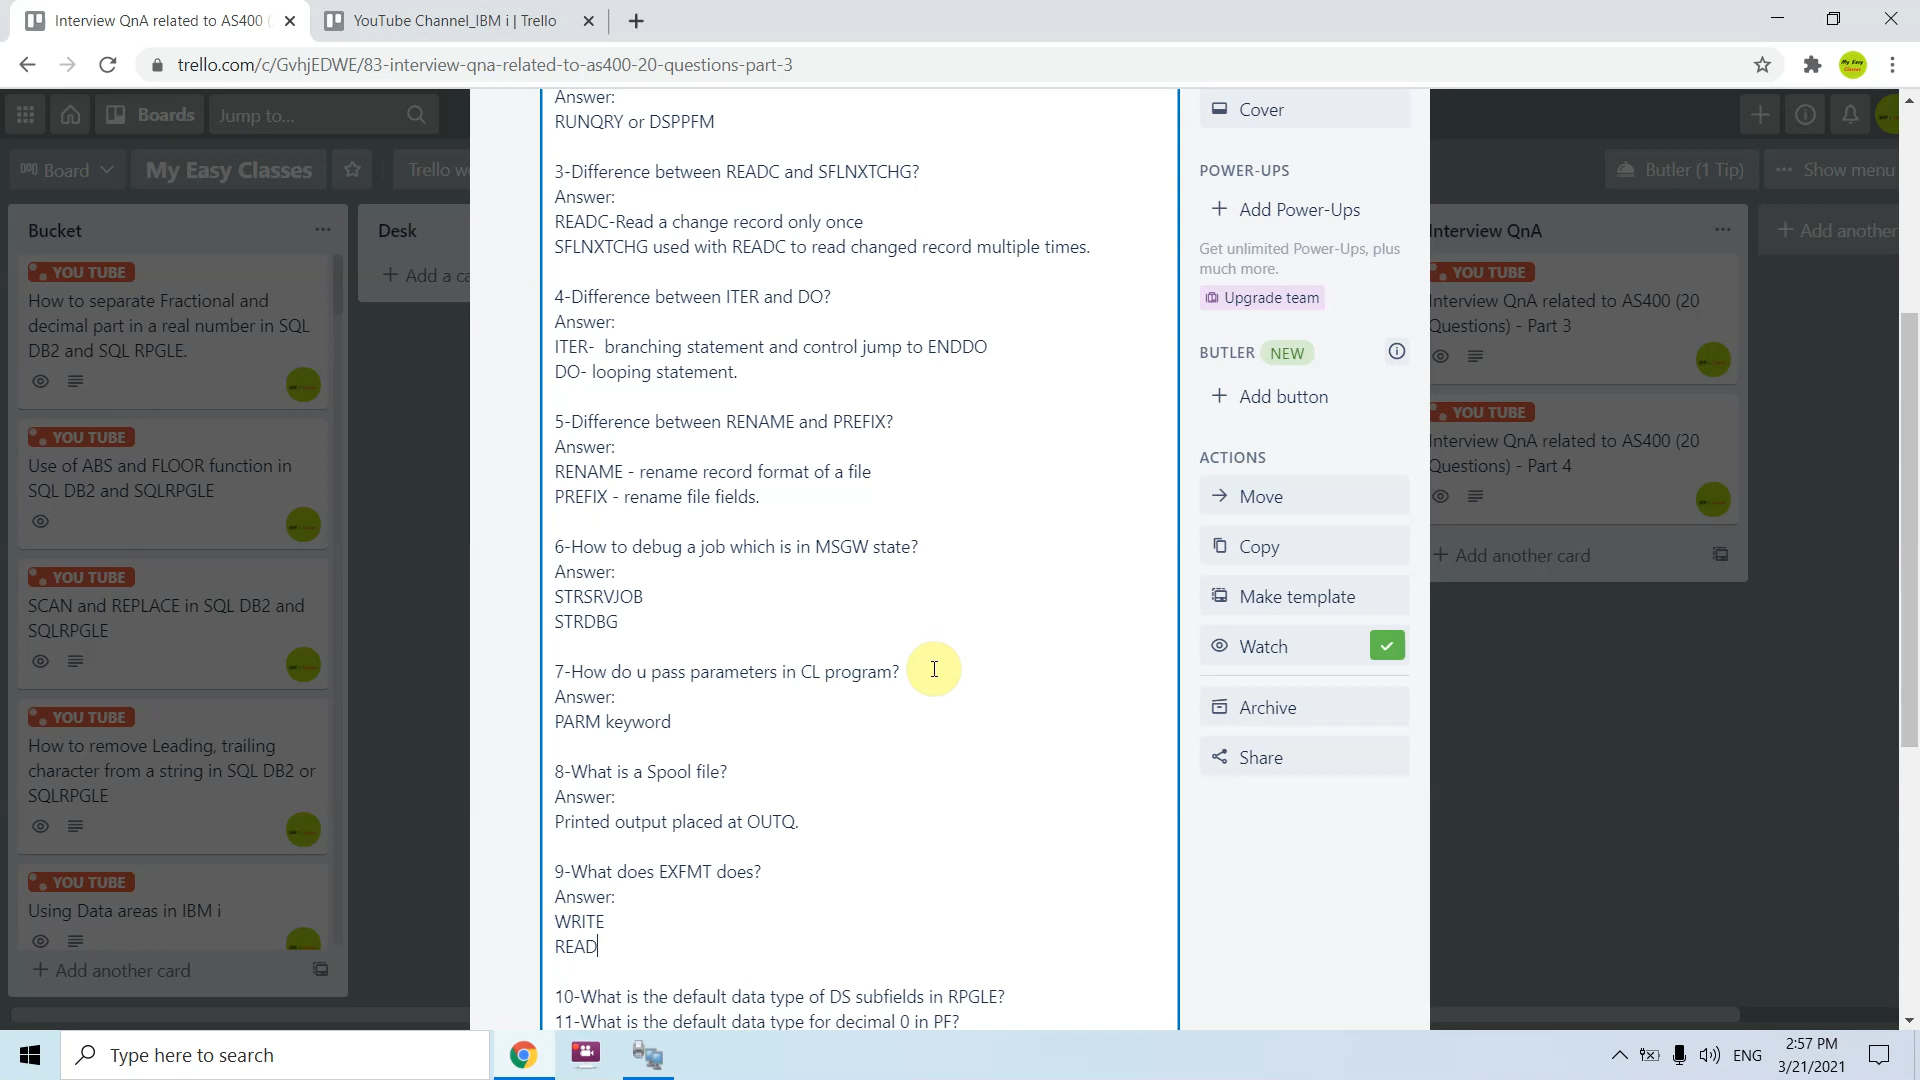 Interview QnA related to AS400 (
YouTube Channel_IBM i | Trello
trello.com/c/GvhjEDWE/83-interview-qna-related-to-as400-20-questions-part-3
Boards
Jump to...
Board
My Easy Classes
Trello w
Butler (1 Tip)
Show menu
Bucket
YOU TUBE
How to separate Fractional and
decimal part in a real number in SQL
DB2 and SQL RPGLE.
YOU TUBE
Use of ABS and FLOOR function in
SQL DB2 and SQLRPGLE
YOU TUBE
SCAN and REPLACE in SQL DB2 and
SQLRPGLE
YOU TUBE
How to remove Leading, trailing
character from a string in SQL DB2 or
SQLRPGLE
YOU TUBE
Using Data areas in IBM i
+ Add another card
Desk
+ Add a ca
Answer:
RUNQRY or DSPPFM
3-Difference between READC and SFLNXTCHG?
Answer:
READC-Read a change record only once
SFLNXTCHG used with READC to read changed record multiple times.
4-Difference between ITER and DO?
Answer:
ITER-  branching statement and control jump to ENDDO
DO- looping statement.
5-Difference between RENAME and PREFIX?
Answer:
RENAME - rename record format of a file
PREFIX - rename file fields.
6-How to debug a job which is in MSGW state?
Answer:
STRSRVJOB
STRDBG
7-How do u pass parameters in CL program?
Answer:
PARM keyword
8-What is a Spool file?
Answer:
Printed output placed at OUTQ.
9-What does EXFMT does?
Answer:
WRITE
READ
10-What is the default data type of DS subfields in RPGLE?
11-What is the default data type for decimal 0 in PF?
Cover
POWER-UPS
+ Add Power-Ups
Get unlimited Power-Ups, plus
much more.
Upgrade team
BUTLER NEW
+ Add button
ACTIONS
Move
Copy
Make template
Watch
Archive
Share
Interview QnA
YOU TUBE
Interview QnA related to AS400 (20
Questions) - Part 3
YOU TUBE
Interview QnA related to AS400 (20
Questions) - Part 4
+ Add another card
+ Add another
Type here to search
ENG
2:57 PM
3/21/2021